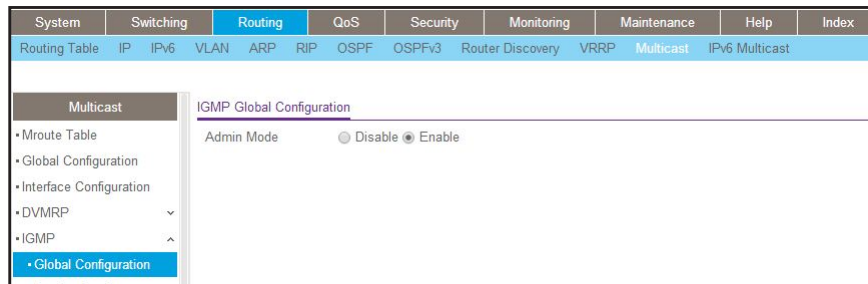 System Switching Routing QoS Security Monitoring Maintenance Help Index
Routing Table IP IPv6 VLAN ARP RIP OSPF OSPFv3 Router Discovery VRRP Multicast IPv6 Multicast
Multicast
Mroute Table
Global Configuration
Interface Configuration
DVMRP
IGMP
Global Configuration
IGMP Global Configuration
Admin Mode Disable Enable